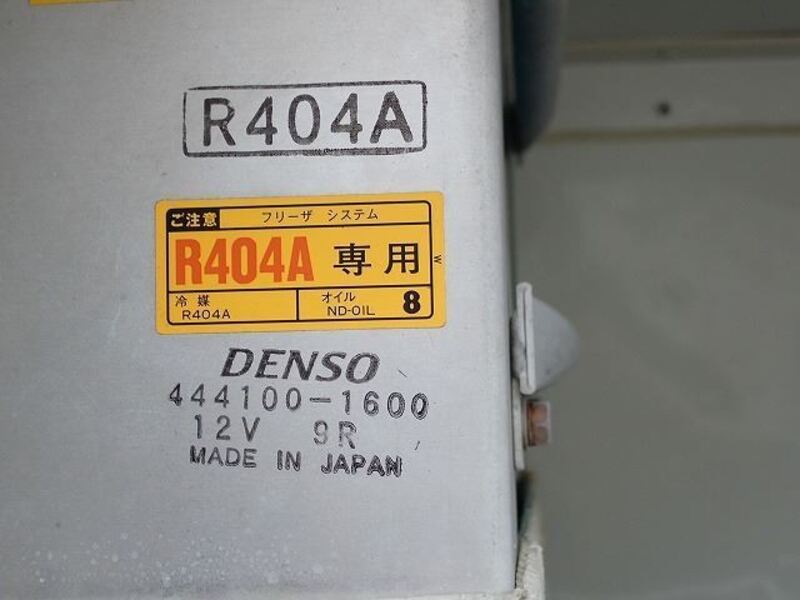 R404A
ご注意 フリーザ システム
R404A 専用
W
冷 媒 オイル
R404A ND-OIL 8
DENSO
444100-1600
12V 9R
MADE IN JAPAN